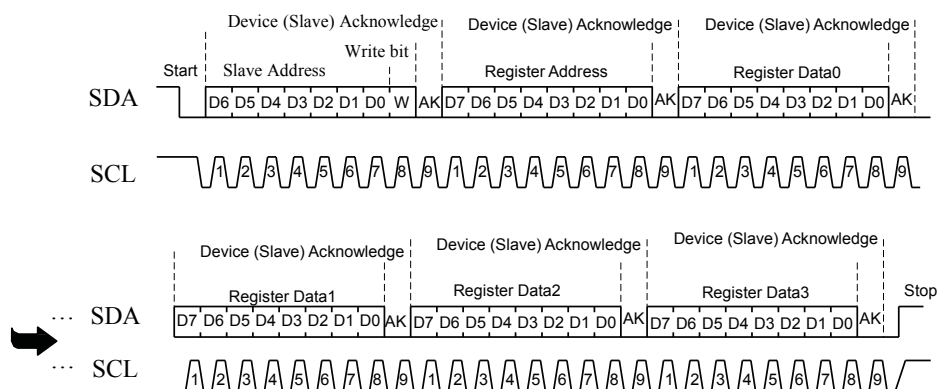 Device (Slave) Acknowledge Device (Slave) Acknowledge Device (Slave) Acknowledge
Write bit
Start Slave Address Register Address Register Data0
SDA D6 D5 D4 D3 D2 D1 D0 W AK D7 D6 D5 D4 D3 D2 D1 D0 AK D7 D6 D5 D4 D3 D2 D1 D0 AK
SCL 1 2 3 4 5 6 7 8 9 1 2 3 4 5 6 7 8 9 1 2 3 4 5 6 7 8 9
Device (Slave) Acknowledge Device (Slave) Acknowledge Device (Slave) Acknowledge
Register Data1 Register Data2 Register Data3 Stop
... SDA D7 D6 D5 D4 D3 D2 D1 D0 AK D7 D6 D5 D4 D3 D2 D1 D0 AK D7 D6 D5 D4 D3 D2 D1 D0 AK
... SCL 1 2 3 4 5 6 7 8 9 1 2 3 4 5 6 7 8 9 1 2 3 4 5 6 7 8 9